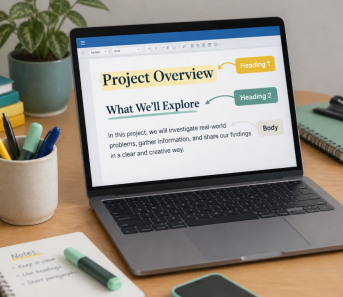 Project Overview
Heading 1
What We'll Explore
Heading 2
In this project, we will investigate real-world
problems, gather information, and share our findings
in a clear and creative way.
Body
Notes
Keep it clear
Use headings
Short paragraphs